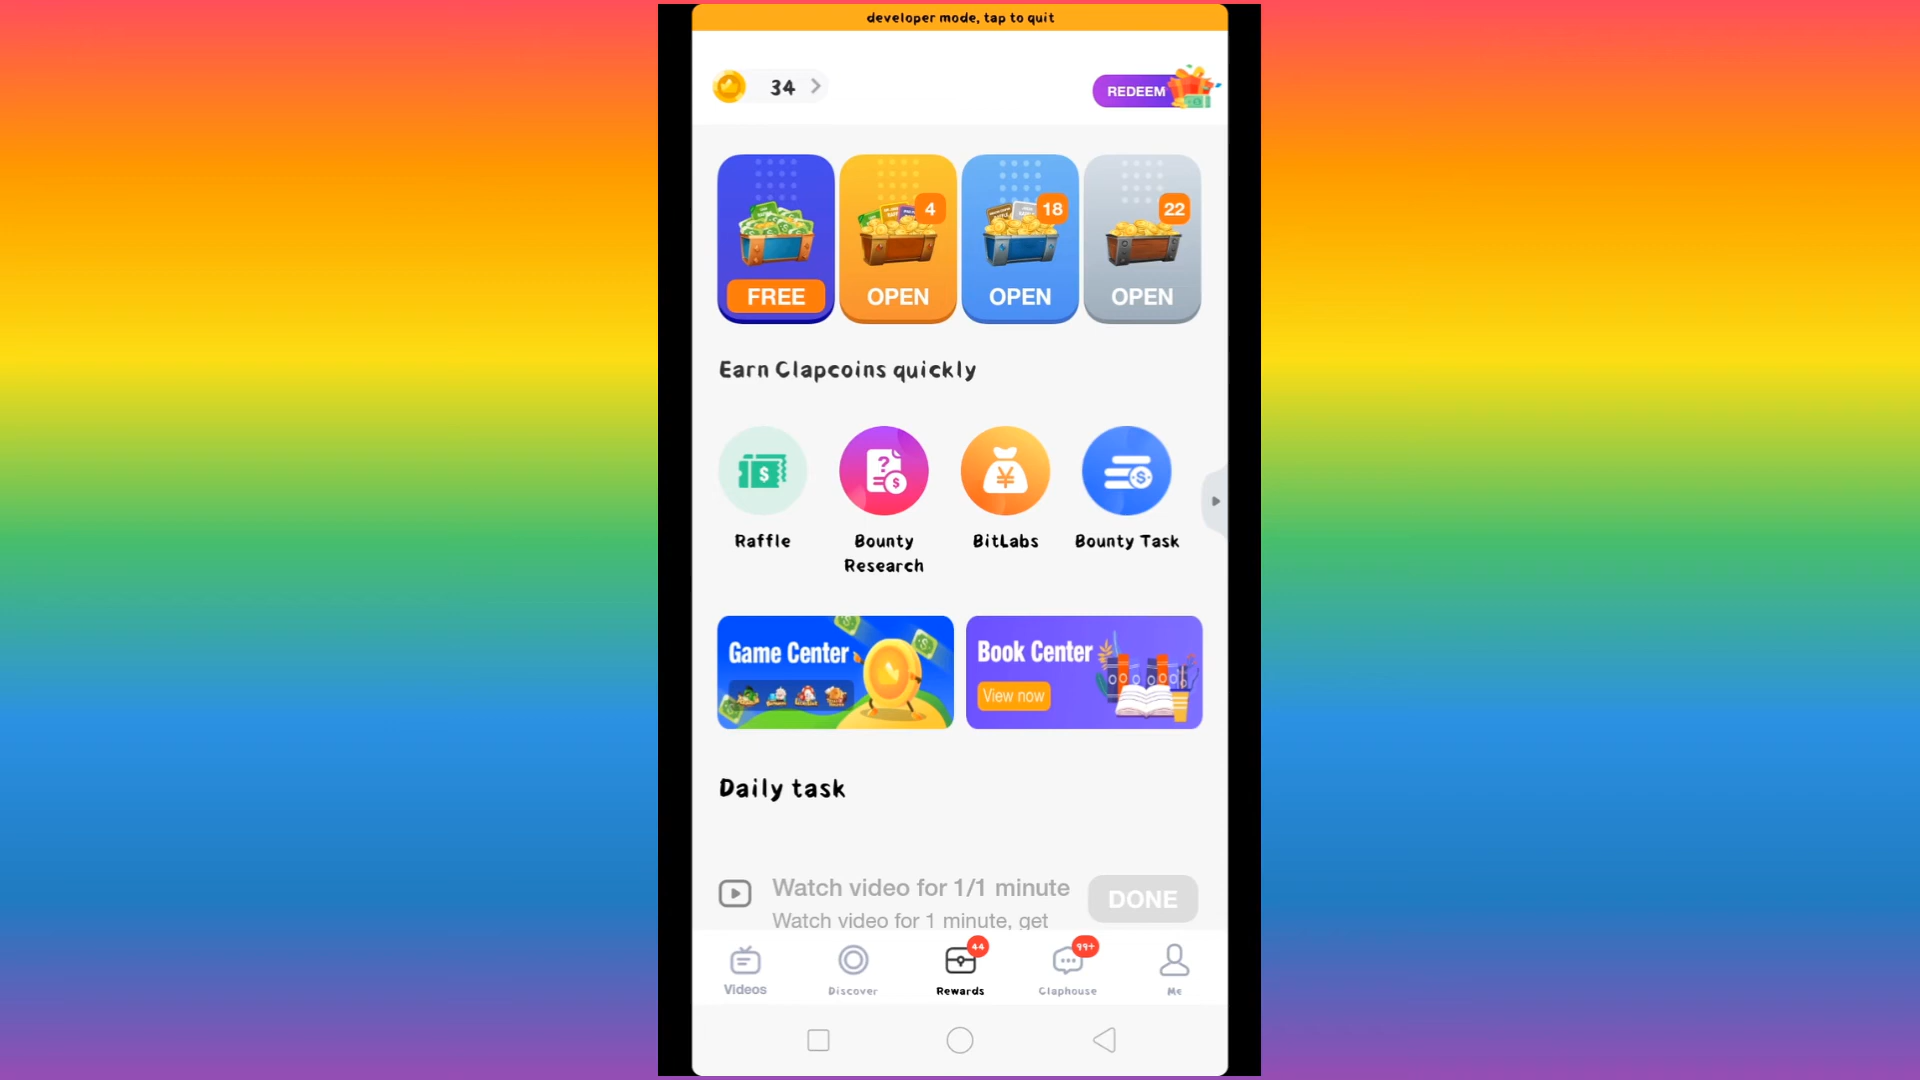 developer mode, tap to quit
34
REDEEM
4
18
22
FREE
OPEN
OPEN
OPEN
Earn Clapcoins quickly
Raffle
Bounty
Research
BitLabs
Bounty Task
Game Center
Book Center
View now
Daily task
Watch video for 1/1 minute
Watch video for 1 minute, get
DONE
44
99+
Videos
Discover
Rewards
Claphouse
Me